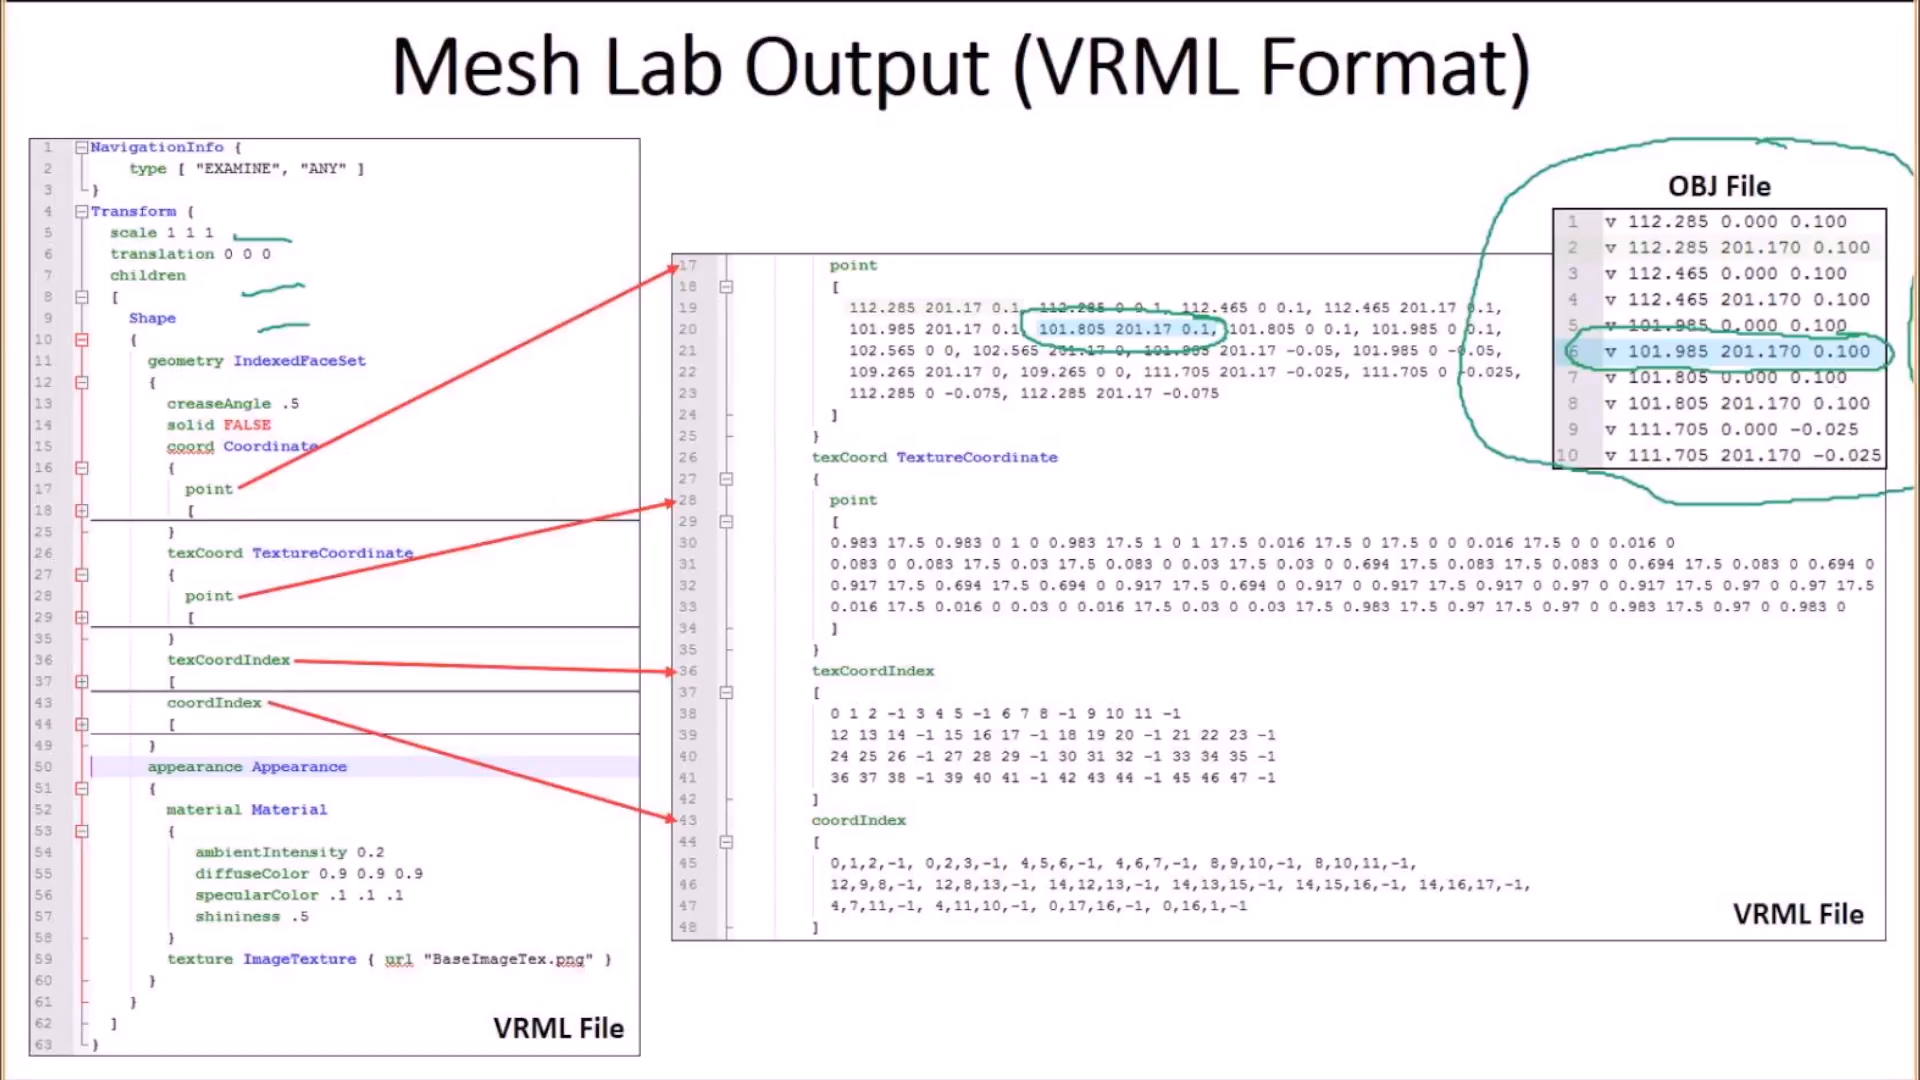 Mesh Lab Output (VRML Format)
1 NavigationInfo {
2 type [ "EXAMINE", "ANY" ]
3 }
4 Transform {
5 scale 1 1 1
6 translation 0 0 0
7 children
8 [
9 Shape
10 {
11 geometry IndexedFaceSet
12 {
13 creaseAngle .5
14 solid FALSE
15 coord Coordinate
16 {
17 point
18 [
25 }
26 texCoord TextureCoordinate
27 {
28 point
29 [
35 }
36 texCoordIndex
37 [
43 coordIndex
44 [
49 }
50 appearance Appearance
51 {
52 material Material
53 {
54 ambientIntensity 0.2
55 diffuseColor 0.9 0.9 0.9
56 specularColor .1 .1 .1
57 shininess .5
58 }
59 texture ImageTexture { url "BaseImageTex.png" }
60 }
61 }
62 ]
63 }
VRML File
17 point
18 [
19 112.285 201.17 0.1, 112.285 0 0.1, 112.465 0 0.1, 112.465 201.17 0.1,
20 101.985 201.17 0.1, 101.805 201.17 0.1, 101.805 0 0.1, 101.985 0 0.1,
21 102.565 0 0, 102.565 201.17 0, 101.985 201.17 -0.05, 101.985 0 -0.05,
22 109.265 201.17 0, 109.265 0 0, 111.705 201.17 -0.025, 111.705 0 -0.025,
23 112.285 0 -0.075, 112.285 201.17 -0.075
24 ]
25 }
26 texCoord TextureCoordinate
27 {
28 point
29 [
30 0.983 17.5 0.983 0 1 0 0.983 17.5 1 0 1 17.5 0.016 17.5 0 17.5 0 0 0.016 17.5 0 0 0.016 0
31 0.083 0 0.083 17.5 0.03 17.5 0.083 0 0.03 17.5 0.03 0 0.694 17.5 0.083 17.5 0.083 0 0.694 17.5 0.083 0 0.694 0
32 0.917 17.5 0.694 17.5 0.694 0 0.917 17.5 0.694 0 0.917 0 0.917 17.5 0.917 0 0.97 0 0.917 17.5 0.97 0 0.97 17.5
33 0.016 17.5 0.016 0 0.03 0 0.016 17.5 0.03 0 0.03 17.5 0.983 17.5 0.97 17.5 0.97 0 0.983 17.5 0.97 0 0.983 0
34 ]
35 }
36 texCoordIndex
37 [
38 0 1 2 -1 3 4 5 -1 6 7 8 -1 9 10 11 -1
39 12 13 14 -1 15 16 17 -1 18 19 20 -1 21 22 23 -1
40 24 25 26 -1 27 28 29 -1 30 31 32 -1 33 34 35 -1
41 36 37 38 -1 39 40 41 -1 42 43 44 -1 45 46 47 -1
42 ]
43 coordIndex
44 [
45 0,1,2,-1, 0,2,3,-1, 4,5,6,-1, 4,6,7,-1, 8,9,10,-1, 8,10,11,-1,
46 12,9,8,-1, 12,8,13,-1, 14,12,13,-1, 14,13,15,-1, 14,15,16,-1, 14,16,17,-1,
47 4,7,11,-1, 4,11,10,-1, 0,17,16,-1, 0,16,1,-1
48 ]
VRML File
OBJ File
1 v 112.285 0.000 0.100
2 v 112.285 201.170 0.100
3 v 112.465 0.000 0.100
4 v 112.465 201.170 0.100
5 v 101.985 0.000 0.100
6 v 101.985 201.170 0.100
7 v 101.805 0.000 0.100
8 v 101.805 201.170 0.100
9 v 111.705 0.000 -0.025
10 v 111.705 201.170 -0.025